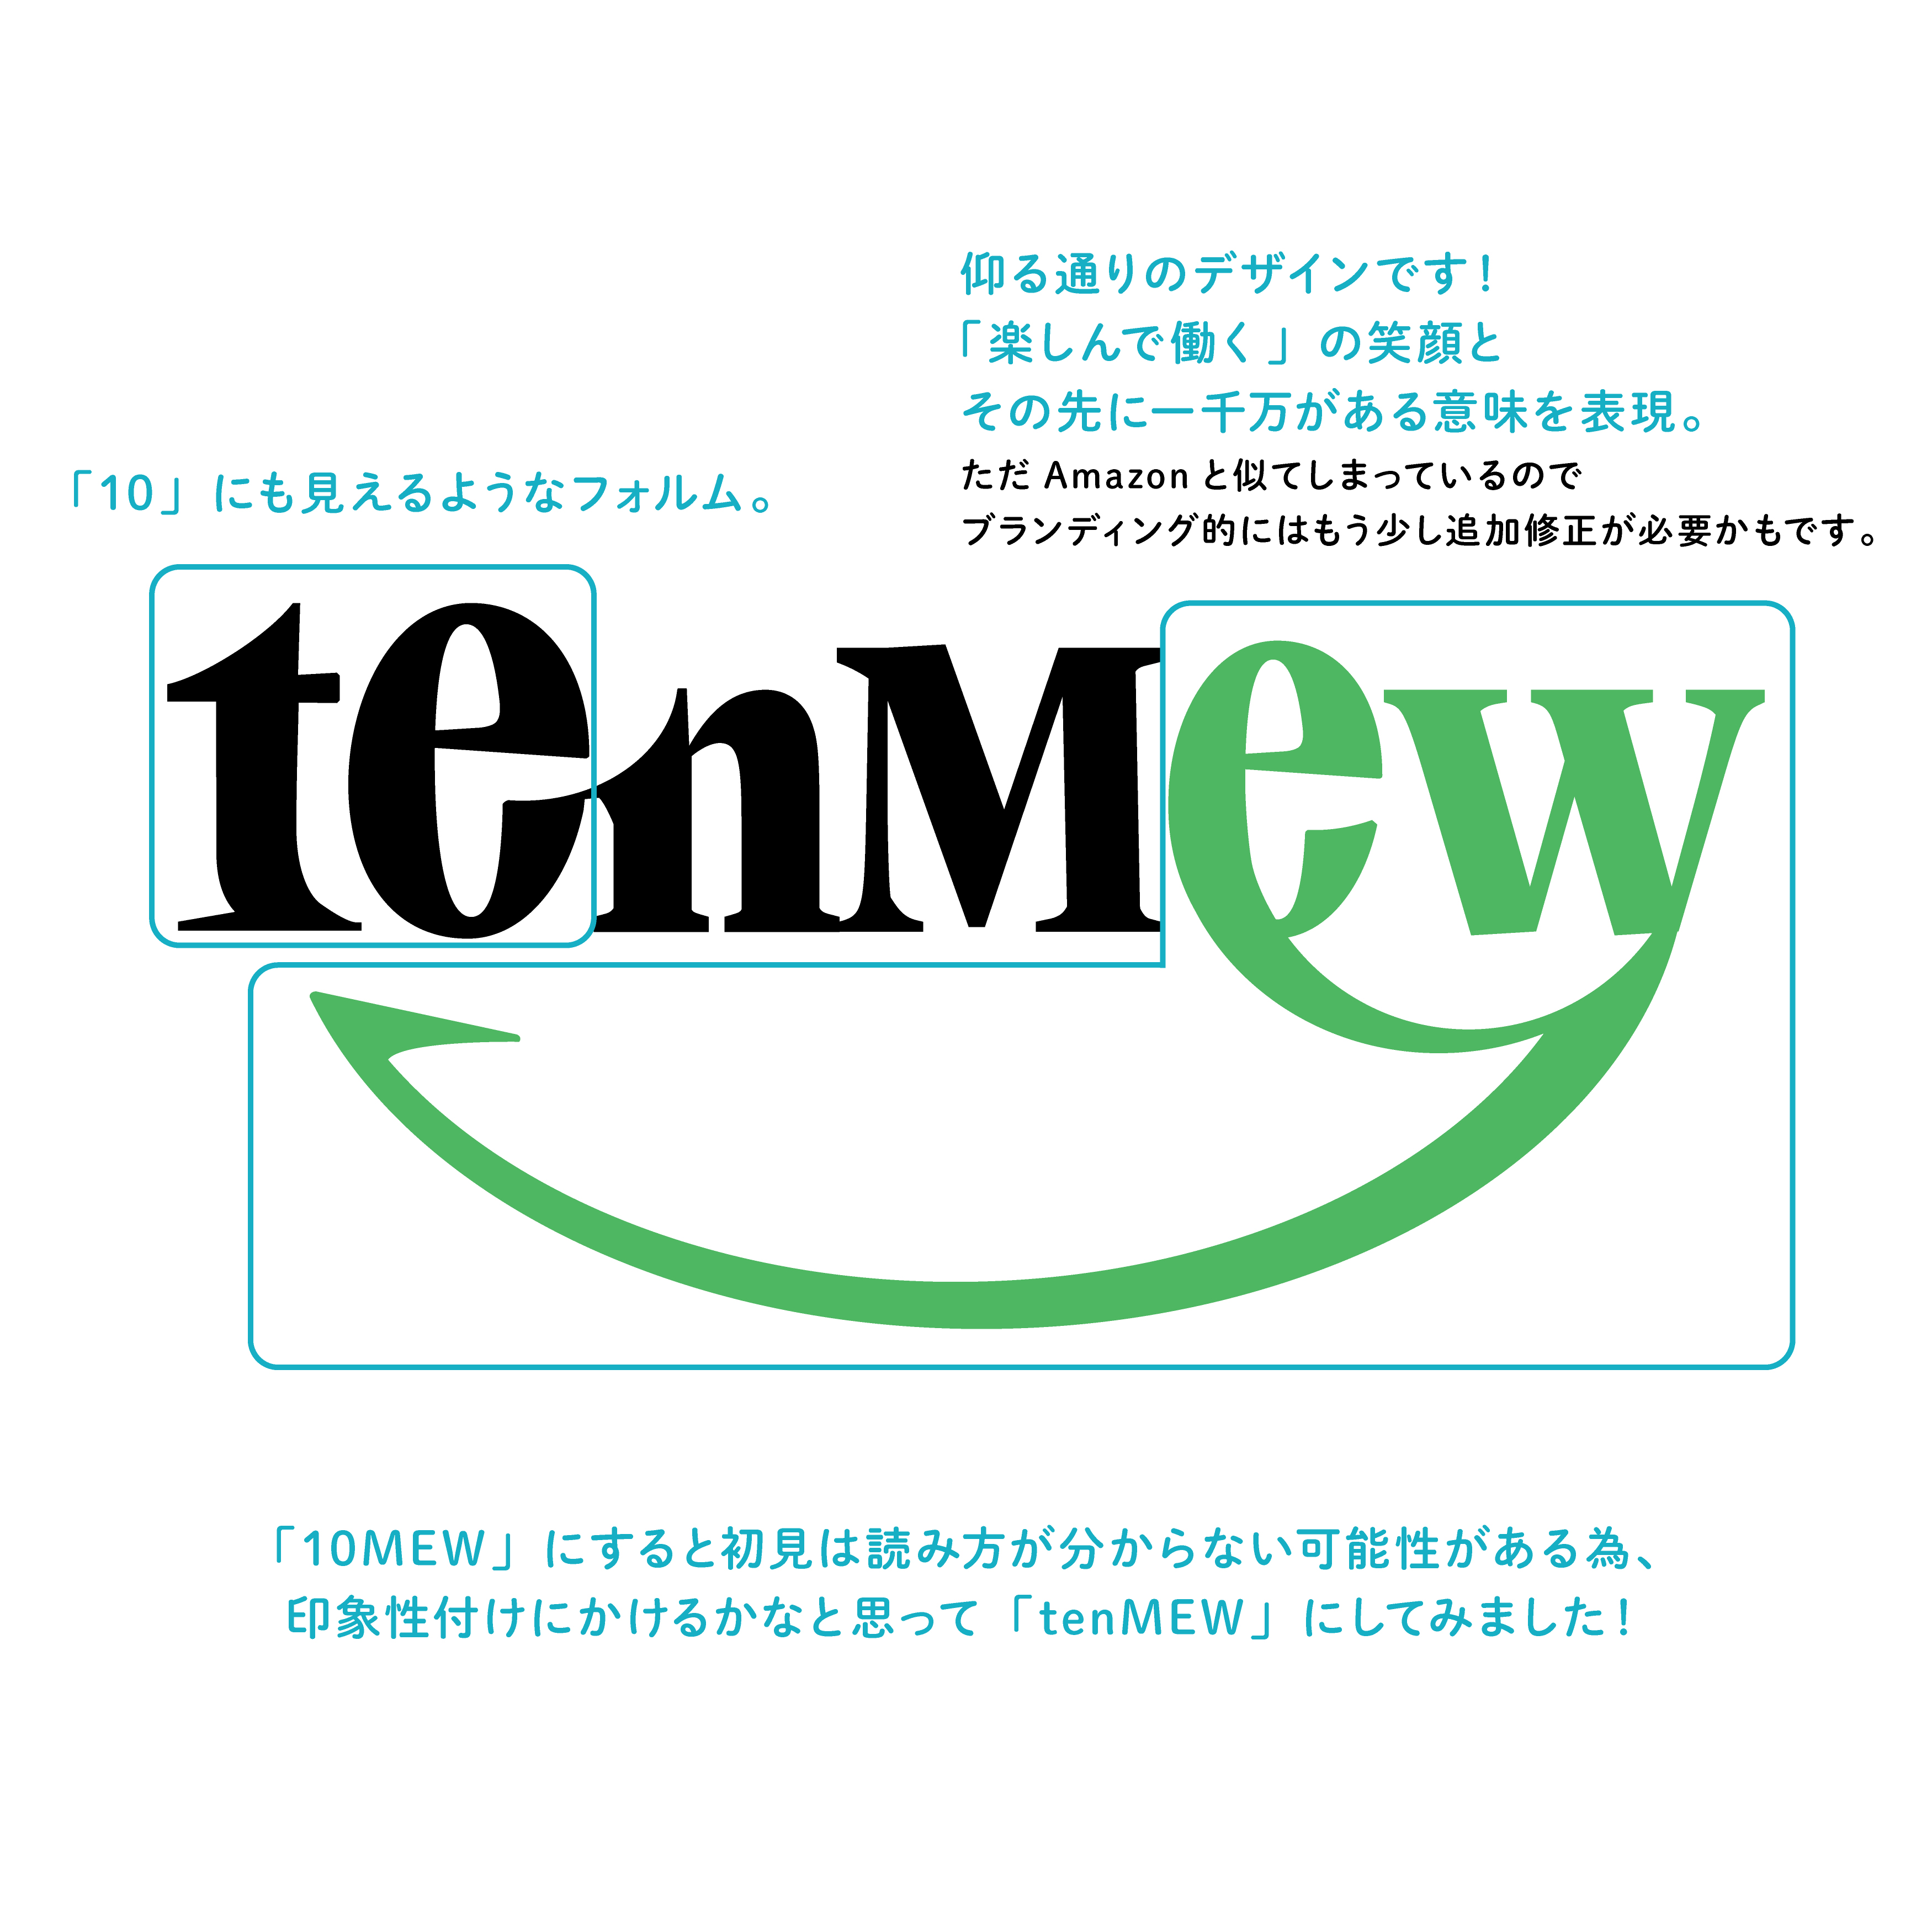 仰る通りのデザインです！
「楽しんで働く」の笑顔と
その先に一千万がある意味を表現。
ただ Amazon と似てしまっているので
ブランディング的にはもう少し追加修正が必要かもです。
「10」にも見えるようなフォルム。
tenMew
「10MEW」にすると初見は読み方が分からない可能性がある為、
印象性付けにかけるかなと思って「tenMEW」にしてみました！